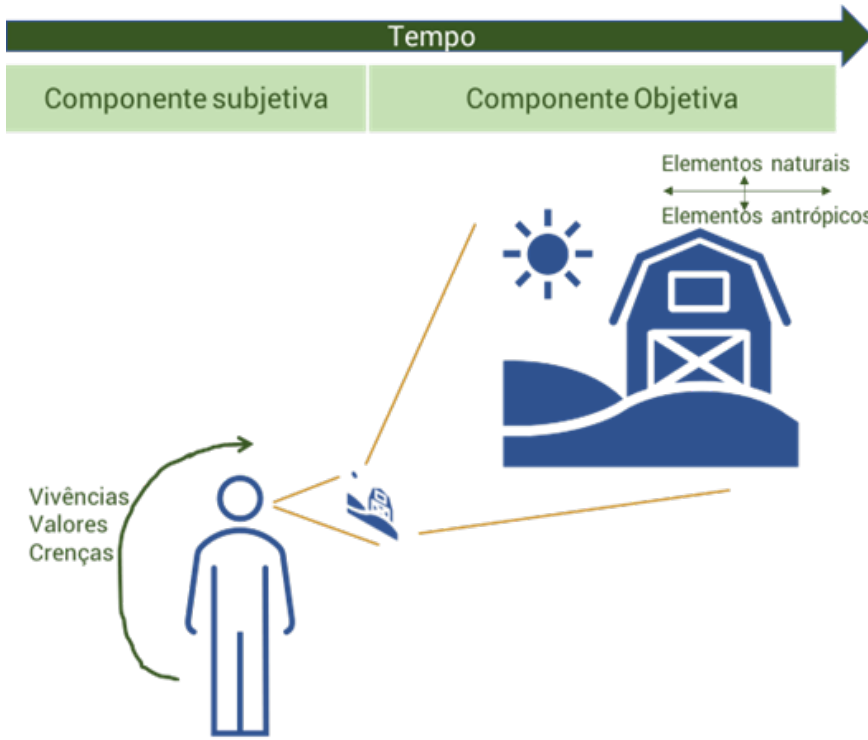 Tempo
Componente subjetiva
Componente Objetiva
Elementos naturais
Elementos antrópicos
Vivências
Valores
Crenças